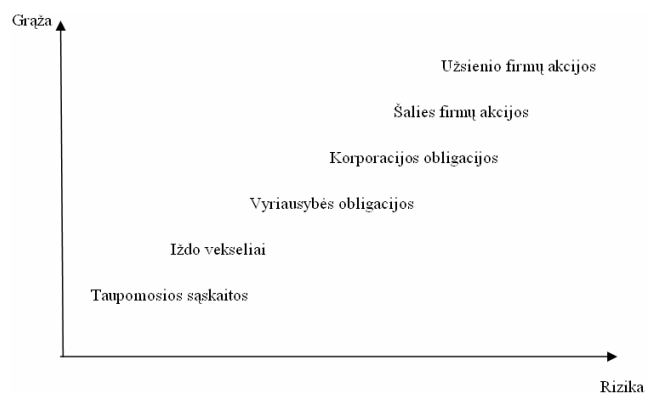 Grąža
Užsienio firmų akcijos
Šalies firmų akcijos
Korporacijos obligacijos
Vyriausybės obligacijos
Iždo vekseliai
Taupomosios sąskaitos
Rizika